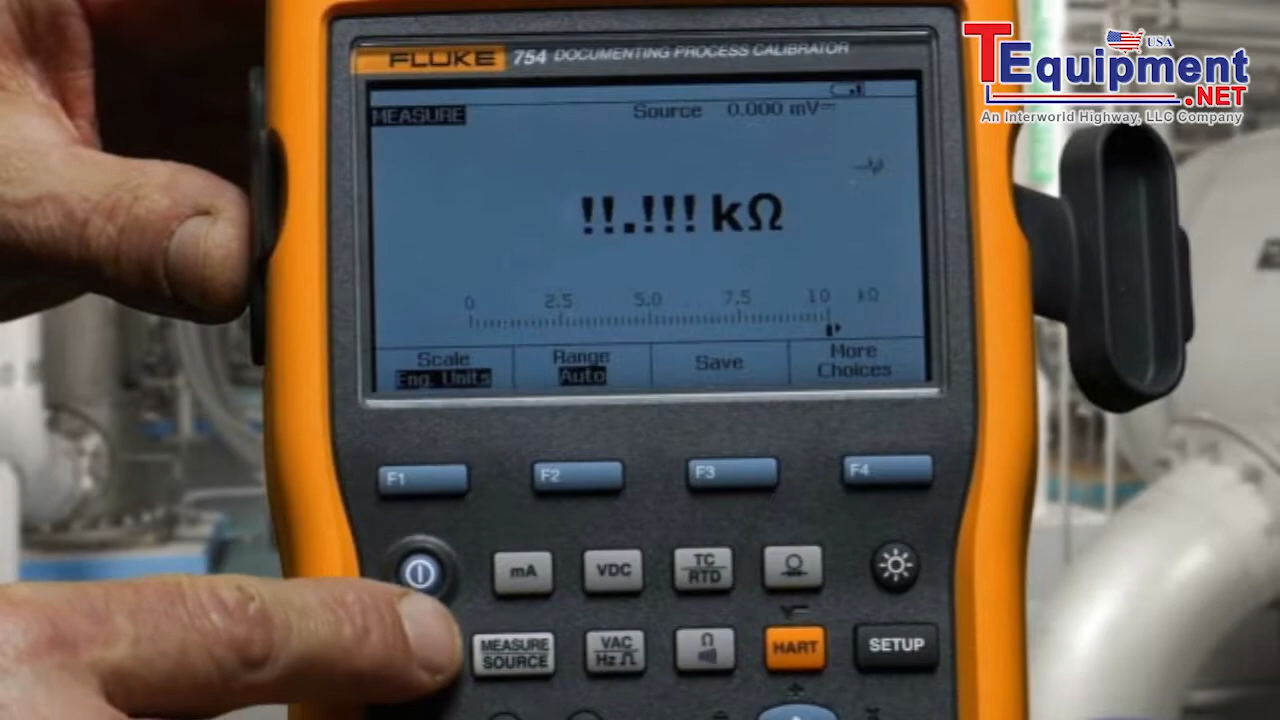 TEquipment
USA
.NET
An Interworld Highway, LLC Company
FLUKE 754 DOCUMENTING PROCESS CALIBRATOR
MEASURE Source 0.000 mV
!!.!!! kΩ
0 2.5 5.0 7.5 10 kΩ
Scale Range Save More
Eng. Units Auto Choices
F1 F2 F3 F4
mA VDC TC
RTD
MEASURE
SOURCE
VAC
Hz
Ω
HART
SETUP